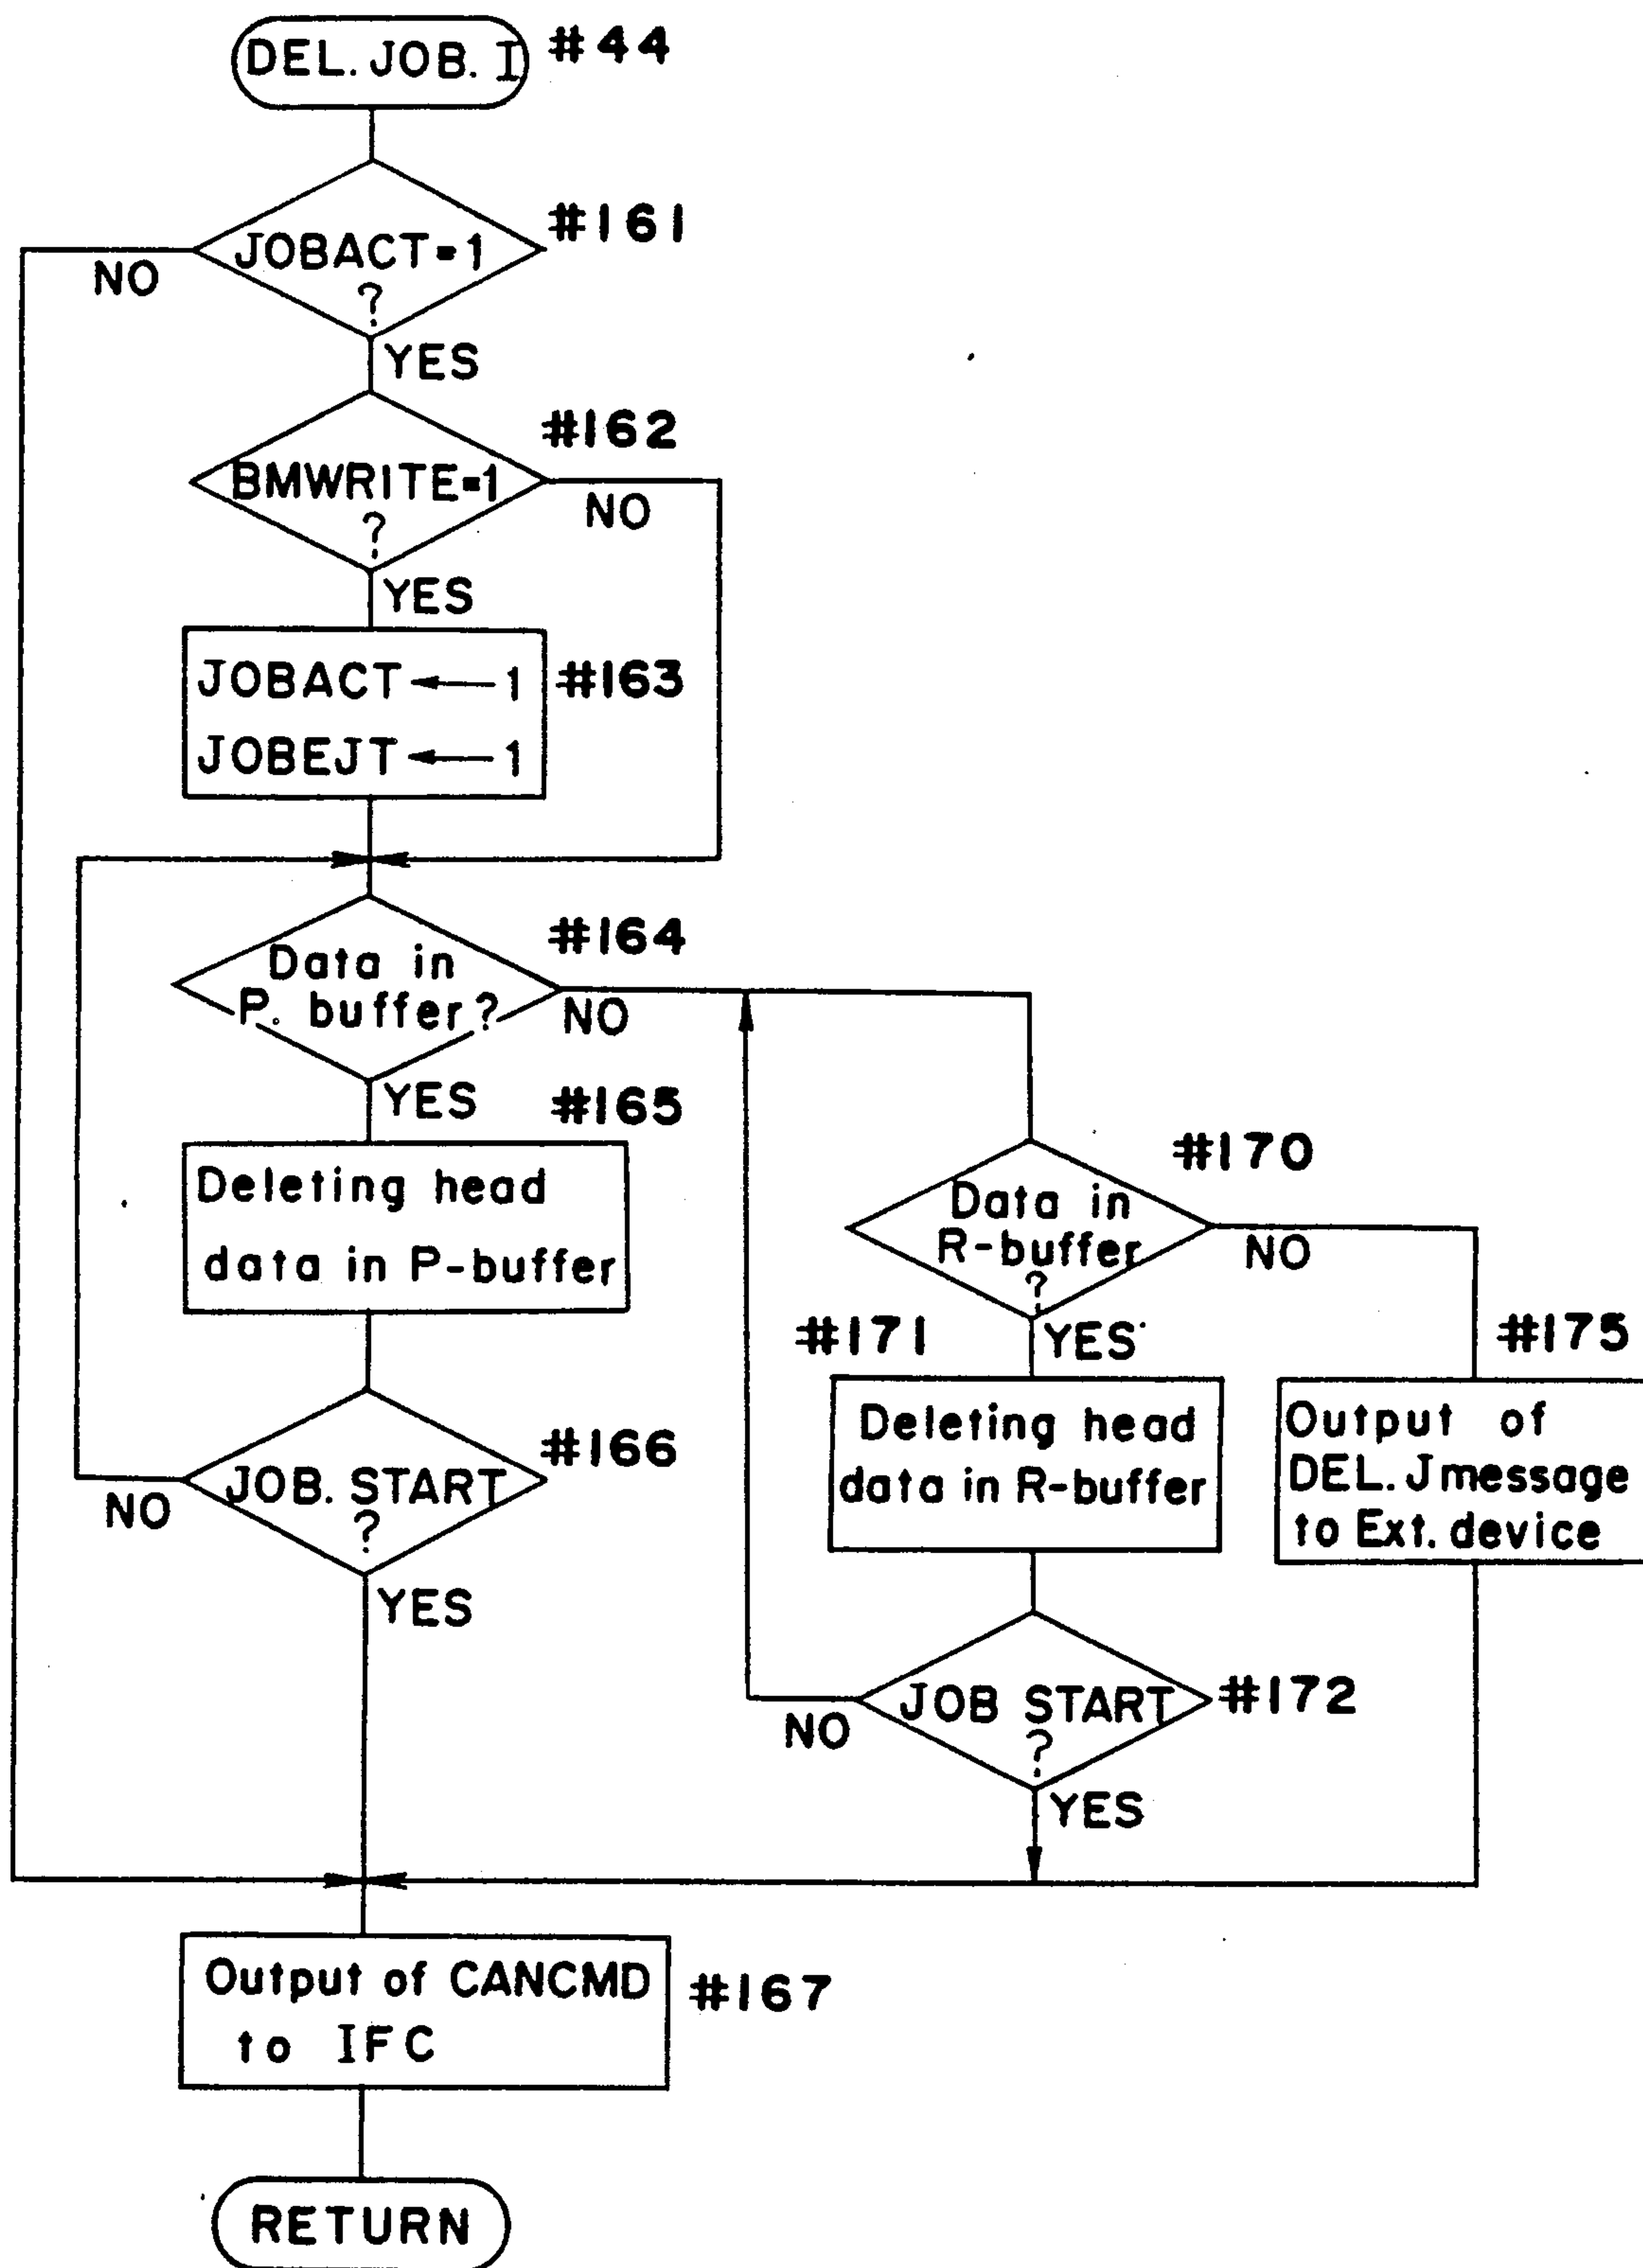 DEL. JOB. I #44
#161
JOBACT=1
?
NO
YES
#162
BMWRITE=1
?
NO
YES
JOBACT ← 1 #163
JOBEJT ← 1
#164
Data in
P. buffer?
NO
YES
#165
Deleting head
data in P-buffer
#166
JOB. START
?
NO
YES
#170
Data in
R-buffer
?
NO
YES
#171
Deleting head
data in R-buffer
#175
Output of
DEL. J message
to Ext. device
JOB START #172
?
NO
YES
Output of CANCMD
to IFC
#167
RETURN